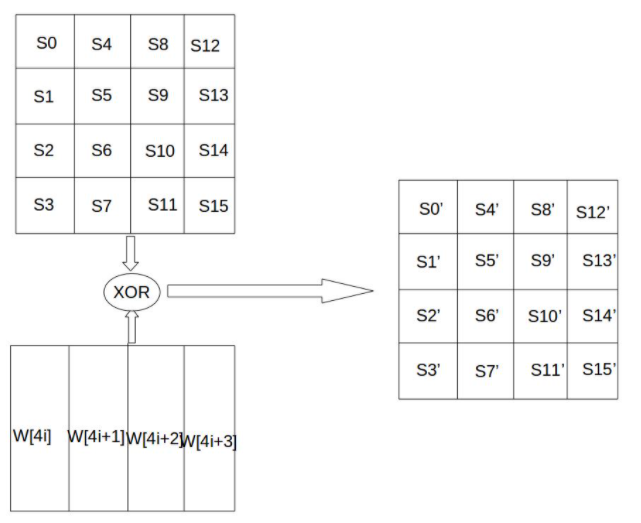 S0 S4 S8 S12
S1 S5 S9 S13
S2 S6 S10 S14
S3 S7 S11 S15
XOR
W[4i] W[4i+1] W[4i+2] W[4i+3]
S0’ S4’ S8’ S12’
S1’ S5’ S9’ S13’
S2’ S6’ S10’ S14’
S3’ S7’ S11’ S15’